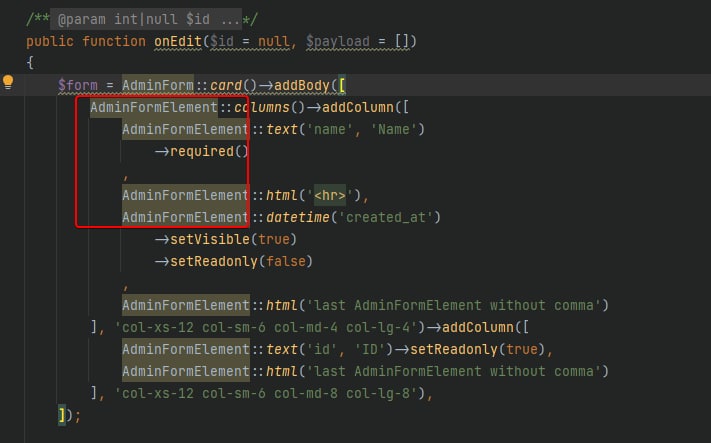 /** @param int|null $id ...*/
public function onEdit($id = null, $payload = [])
{
$form = AdminForm::card()->addBody([
AdminFormElement::columns()->addColumn([
AdminFormElement::text('name', 'Name')
->required()
,
AdminFormElement::html('<hr>'),
AdminFormElement::datetime('created_at')
->setVisible(true)
->setReadonly(false)
,
AdminFormElement::html('last AdminFormElement without comma')
], 'col-xs-12 col-sm-6 col-md-4 col-lg-4')->addColumn([
AdminFormElement::text('id', 'ID')->setReadonly(true),
AdminFormElement::html('last AdminFormElement without comma')
], 'col-xs-12 col-sm-6 col-md-8 col-lg-8'),
]);